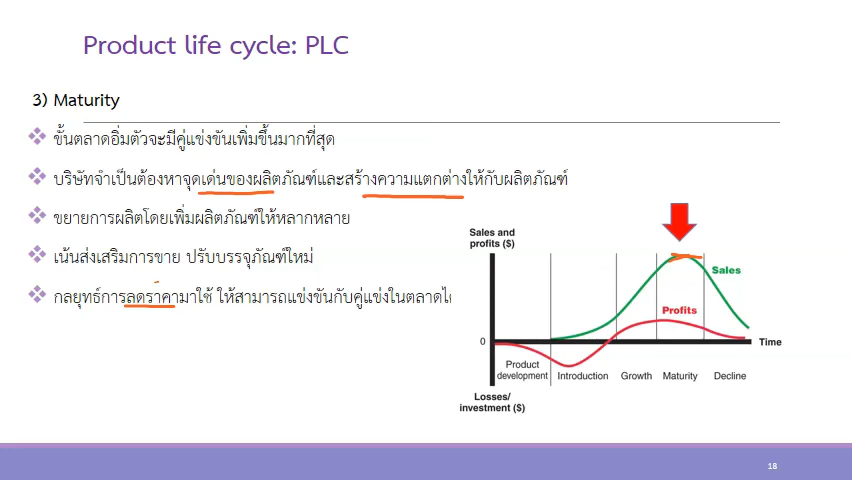 Product life cycle: PLC
3) Maturity
ขั้นตลาดอิ่มตัวจะมีคู่แข่งขันเพิ่มขึ้นมากที่สุด
บริษัทจำเป็นต้องหาจุดเด่นของผลิตภัณฑ์และสร้างความแตกต่างให้กับผลิตภัณฑ์
ขยายการผลิตโดยเพิ่มผลิตภัณฑ์ให้หลากหลาย
เน้นส่งเสริมการขาย ปรับบรรจุภัณฑ์ใหม่
กลยุทธ์การลดราคามาใช้ ให้สามารถแข่งขันกับคู่แข่งในตลาดไ
Sales and
profits ($)
Sales
Profits
0
Time
Product
development
Introduction
Growth
Maturity
Decline
Losses/
investment ($)
18